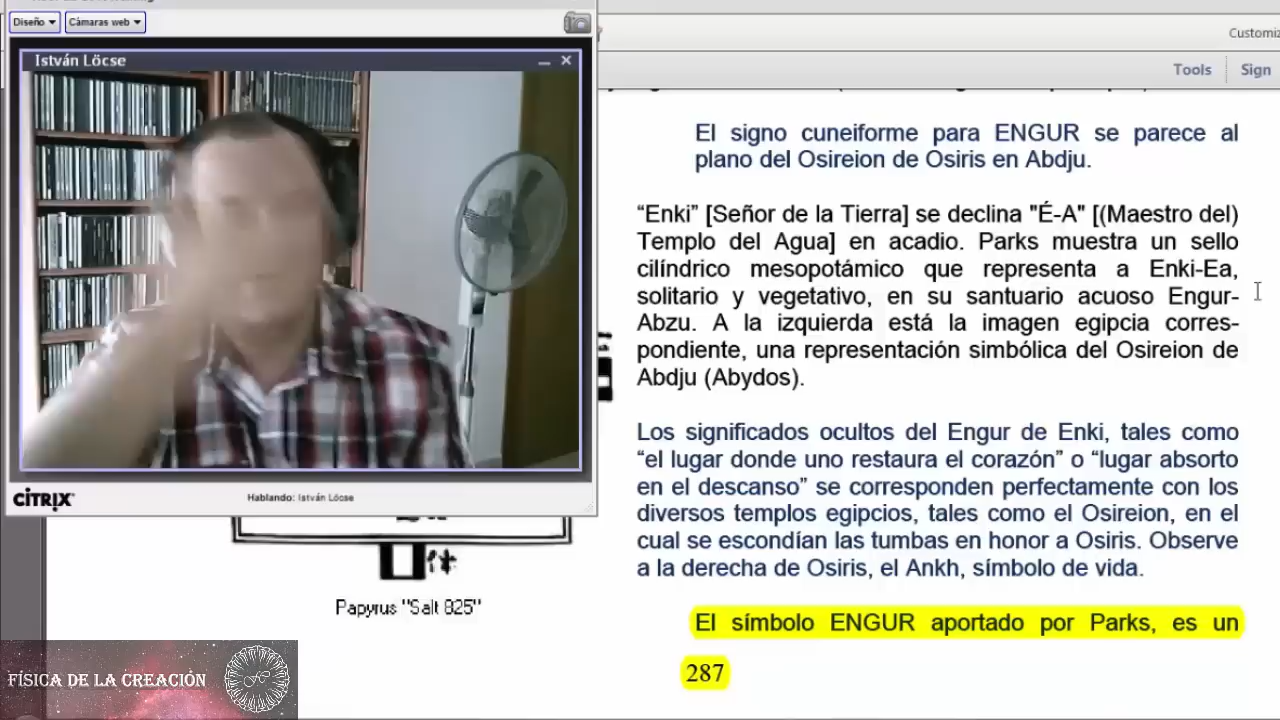 Diseño
Cámaras web
István Löcse
Customiz
Tools
Sign
El signo cuneiforme para ENGUR se parece al
plano del Osireion de Osiris en Abdju.
“Enki” [Señor de la Tierra] se declina "É-A" [(Maestro del)
Templo del Agua] en acadio. Parks muestra un sello
cilíndrico mesopotámico que representa a Enki-Ea,
solitario y vegetativo, en su santuario acuoso Engur-
Abzu. A la izquierda está la imagen egipcia corres-
pondiente, una representación simbólica del Osireion de
Abdju (Abydos).
Los significados ocultos del Engur de Enki, tales como
“el lugar donde uno restaura el corazón” o “lugar absorto
en el descanso” se corresponden perfectamente con los
diversos templos egipcios, tales como el Osireion, en el
cual se escondían las tumbas en honor a Osiris. Observe
a la derecha de Osiris, el Ankh, símbolo de vida.
El símbolo ENGUR aportado por Parks, es un
287
CİTRIX
Hablando: István Löcse
Papyrus "Salt 825"
FÍSICA DE LA CREACIÓN